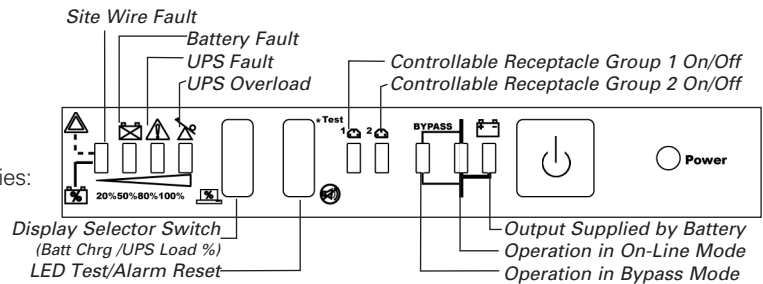 Site Wire Fault
Battery Fault
UPS Fault
UPS Overload
Controllable Receptacle Group 1 On/Off
Controllable Receptacle Group 2 On/Off
*Test
1 2
BYPASS
+ -
Power
ies:
%
20%50%80%100%
%
Display Selector Switch
(Batt Chrg /UPS Load %)
LED Test/Alarm Reset
Output Supplied by Battery
Operation in On-Line Mode
Operation in Bypass Mode